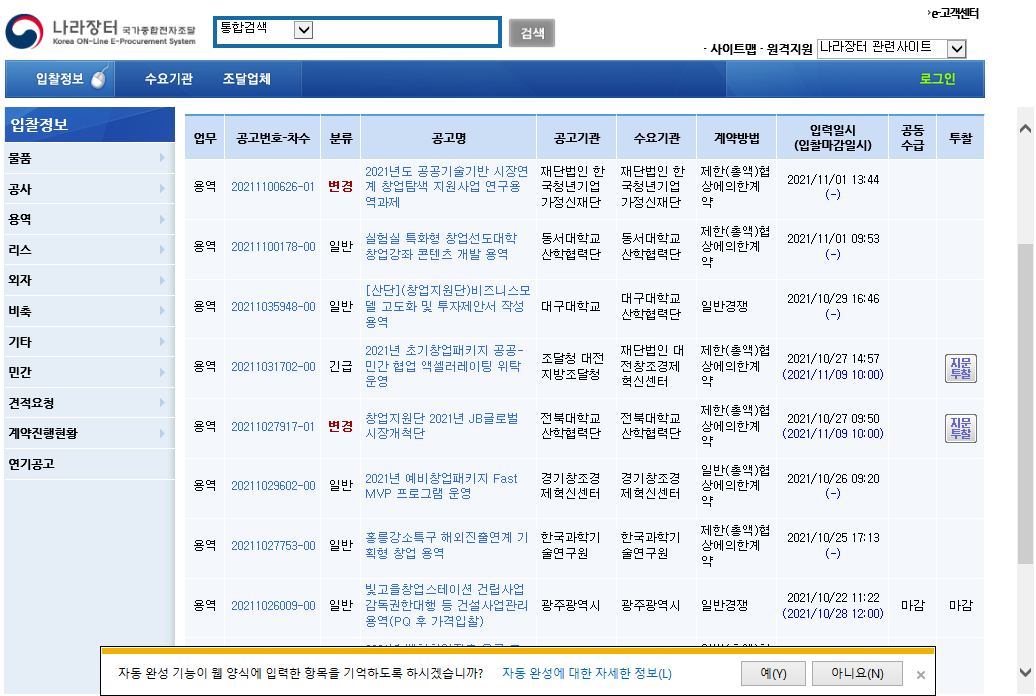 ›e-고객센터
나라장터 국가종합전자조달
Korea ON-Line E-Procurement System
통합검색
검색
· 사이트맵 · 원격지원
나라장터 관련사이트
입찰정보 수요기관 조달업체 로그인
입찰정보
물품
공사
용역
리스
외자
비축
기타
민간
견적요청
계약진행현황
연기공고
업무 공고번호-차수 분류 공고명 공고기관 수요기관 계약방법 입력일시 (입찰마감일시) 공동수급 투찰
용역 20211100626-01 변경
2021년도 공공기술기반 시장연
계 창업탐색 지원사업 연구용
역과제
재단법인 한
국청년기업
가정신재단
재단법인 한
국청년기업
가정신재단
제한(총액)협
상에의한계
약
2021/11/01 13:44
(-)
용역 20211100178-00 일반
실험실 특화형 창업선도대학
창업강좌 콘텐츠 개발 용역
동서대학교
산학협력단
동서대학교
산학협력단
제한(총액)협
상에의한계
약
2021/11/01 09:53
(-)
용역 20211035948-00 일반
[산단](창업지원단)비즈니스모
델 고도화 및 투자제안서 작성
용역
대구대학교
대구대학교
산학협력단
일반경쟁
2021/10/29 16:46
(-)
용역 20211031702-00 긴급
2021년 초기창업패키지 공공-
민간 협업 액셀러레이팅 위탁
운영
조달청 대전
지방조달청
재단법인 대
전창조경제
혁신센터
제한(총액)협
상에의한계
약
2021/10/27 14:57
(2021/11/09 10:00)
지문
투찰
용역 20211027917-01 변경
창업지원단 2021년 JB글로벌
시장개척단
전북대학교
산학협력단
전북대학교
산학협력단
제한(총액)협
상에의한계
약
2021/10/27 09:50
(2021/11/09 10:00)
지문
투찰
용역 20211029602-00 일반
2021년 예비창업패키지 Fast
MVP 프로그램 운영
경기창조경
제혁신센터
경기창조경
제혁신센터
일반(총액)협
상에의한계
약
2021/10/26 09:20
(-)
용역 20211027753-00 일반
홍릉강소특구 해외진출연계 기
획형 창업 용역
한국과학기
술연구원
한국과학기
술연구원
제한(총액)협
상에의한계
약
2021/10/25 17:13
(-)
용역 20211026009-00 일반
빛고을창업스테이션 건립사업
감독권한대행 등 건설사업관리
용역(PQ 후 가격입찰)
광주광역시
광주광역시
일반경쟁
2021/10/22 11:22
(2021/10/28 12:00)
마감 마감
자동 완성 기능이 웹 양식에 입력한 항목을 기억하도록 하시겠습니까? 자동 완성에 대한 자세한 정보(L) 예(Y) 아니요(N) ×